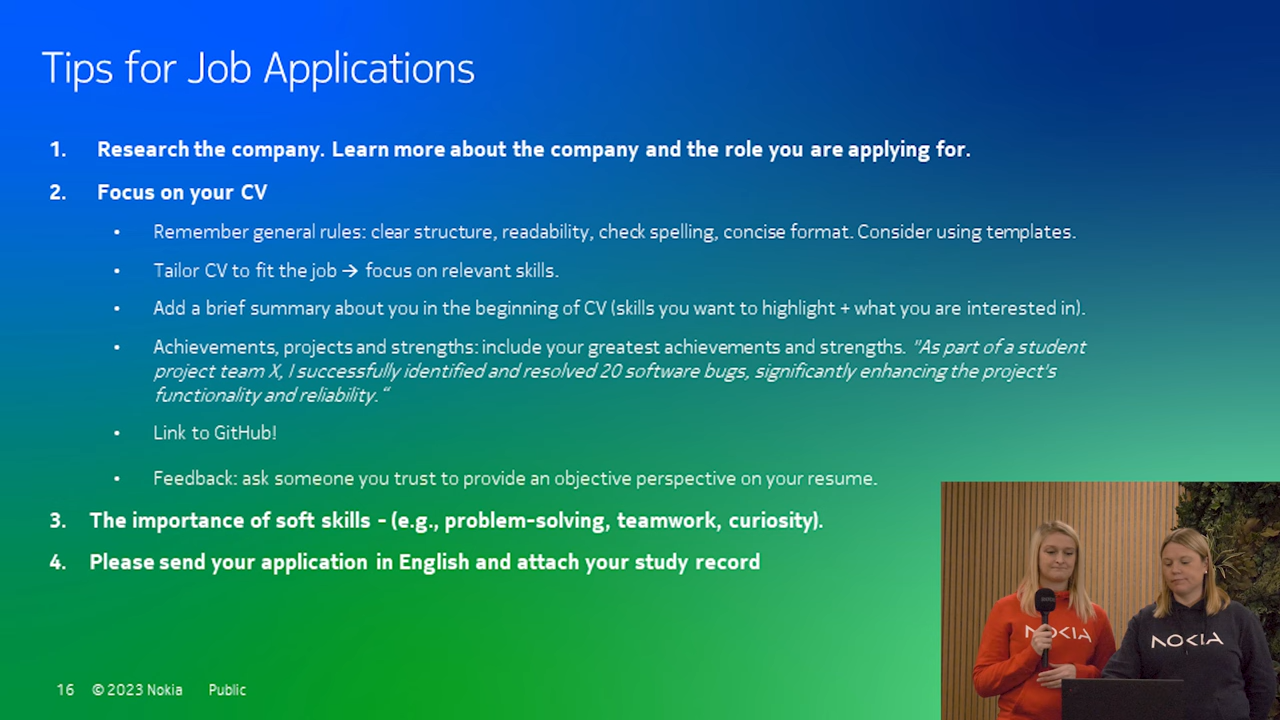 Tips for Job Applications
1. Research the company. Learn more about the company and the role you are applying for.
2. Focus on your CV
• Remember general rules: clear structure, readability, check spelling, concise format. Consider using templates.
• Tailor CV to fit the job → focus on relevant skills.
• Add a brief summary about you in the beginning of CV (skills you want to highlight + what you are interested in).
• Achievements, projects and strengths: include your greatest achievements and strengths. "As part of a student
project team X, I successfully identified and resolved 20 software bugs, significantly enhancing the project's
functionality and reliability.“
• Link to GitHub!
• Feedback: ask someone you trust to provide an objective perspective on your resume.
3. The importance of soft skills - (e.g., problem-solving, teamwork, curiosity).
4. Please send your application in English and attach your study record
NOKIA
NOKIA
16 © 2023 Nokia Public